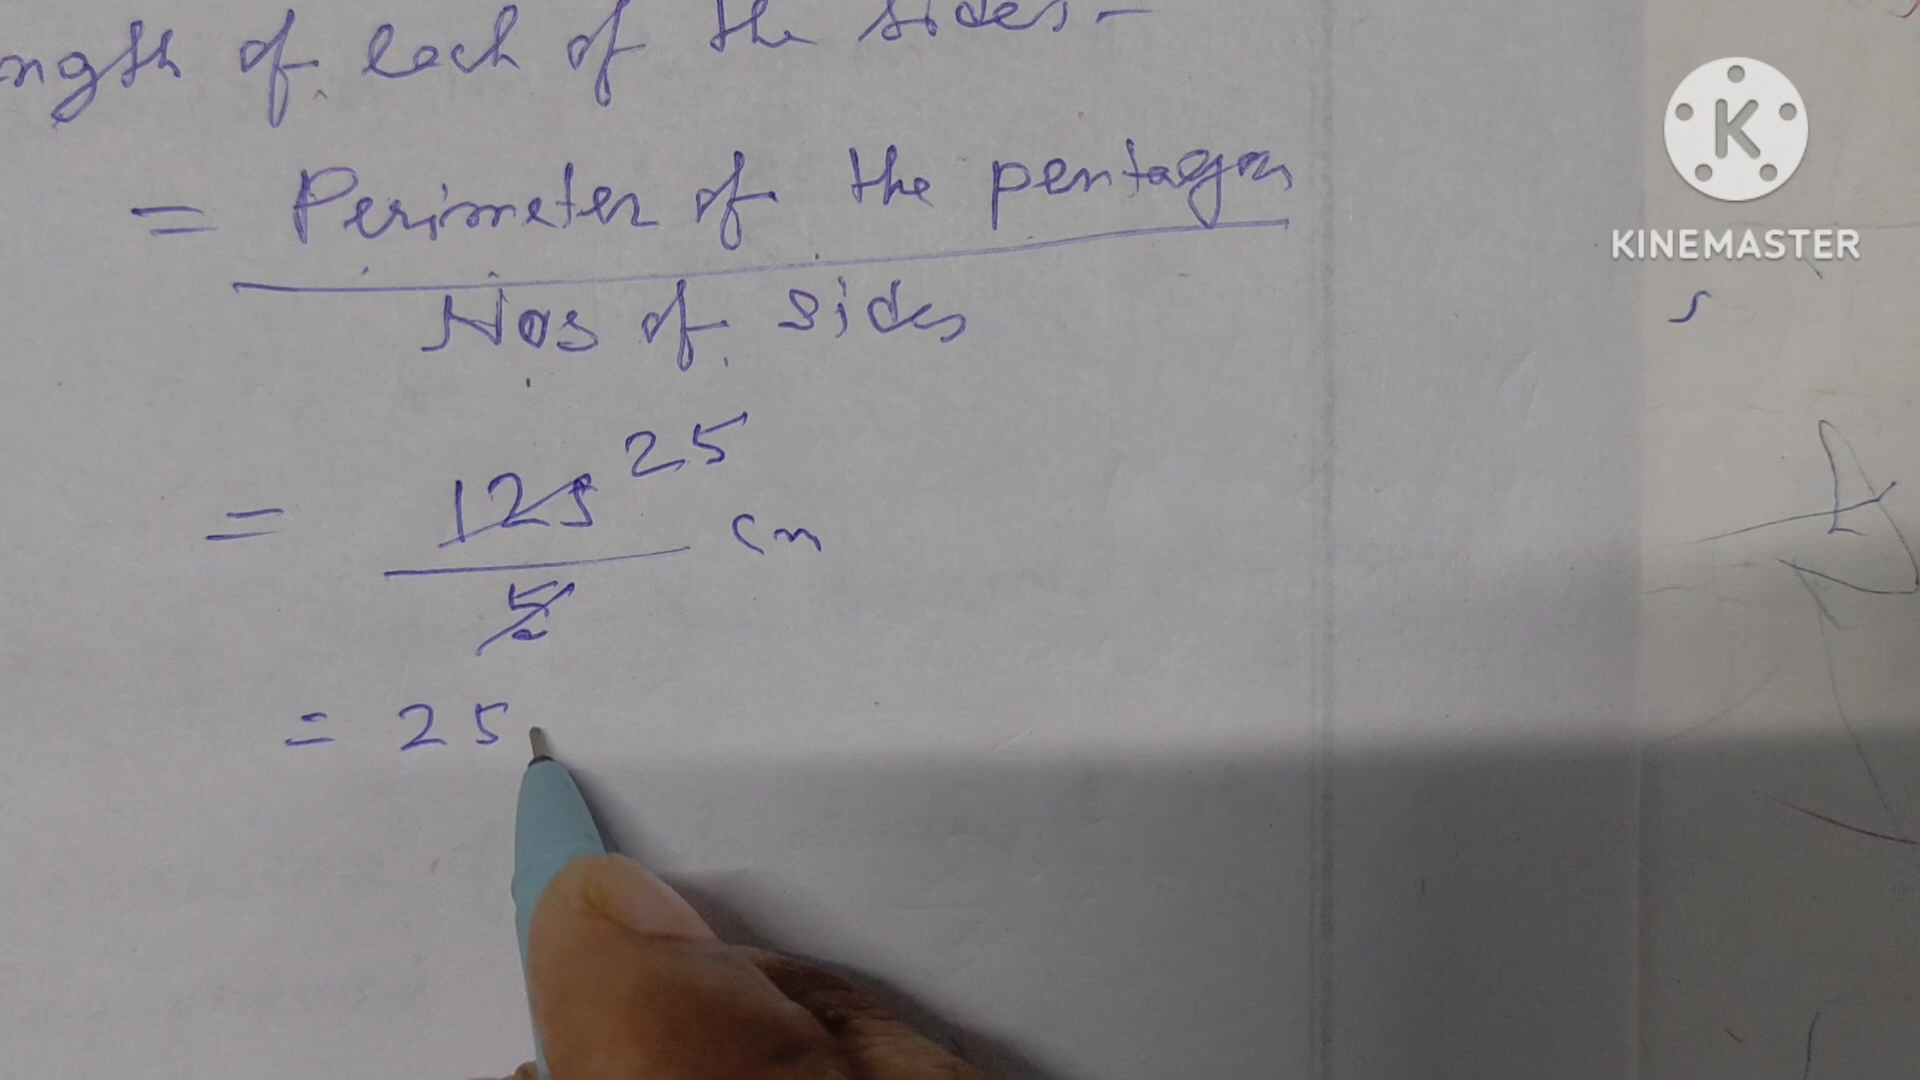 ngth of each of the sides -
= Perimeter of the pentagon
Nos of sides
= 125 25 cm
5
= 25
K
KINEMASTER